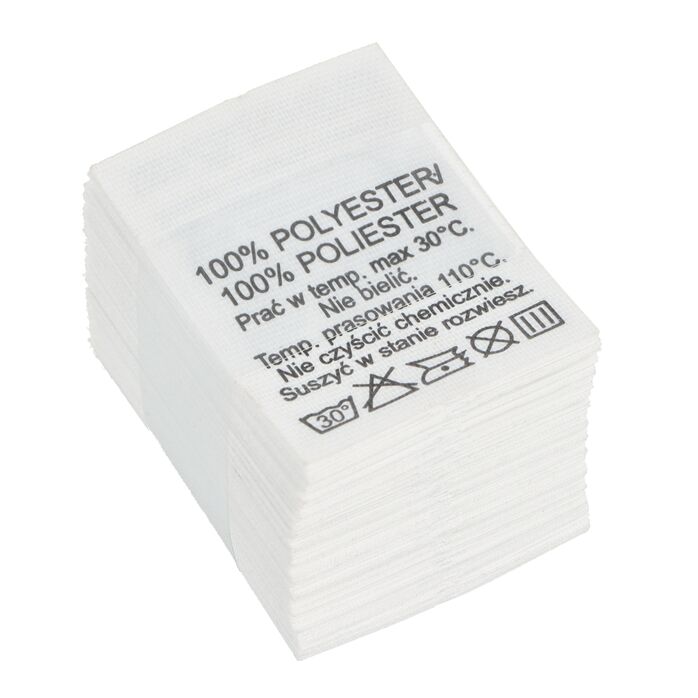 100% POLYESTER/
100% POLIESTER
Prać w temp. max 30°C.
Nie bielić.
Temp. prasowania 110°C.
Nie czyścić chemicznie.
Suszyć w stanie rozwiesz.
30°